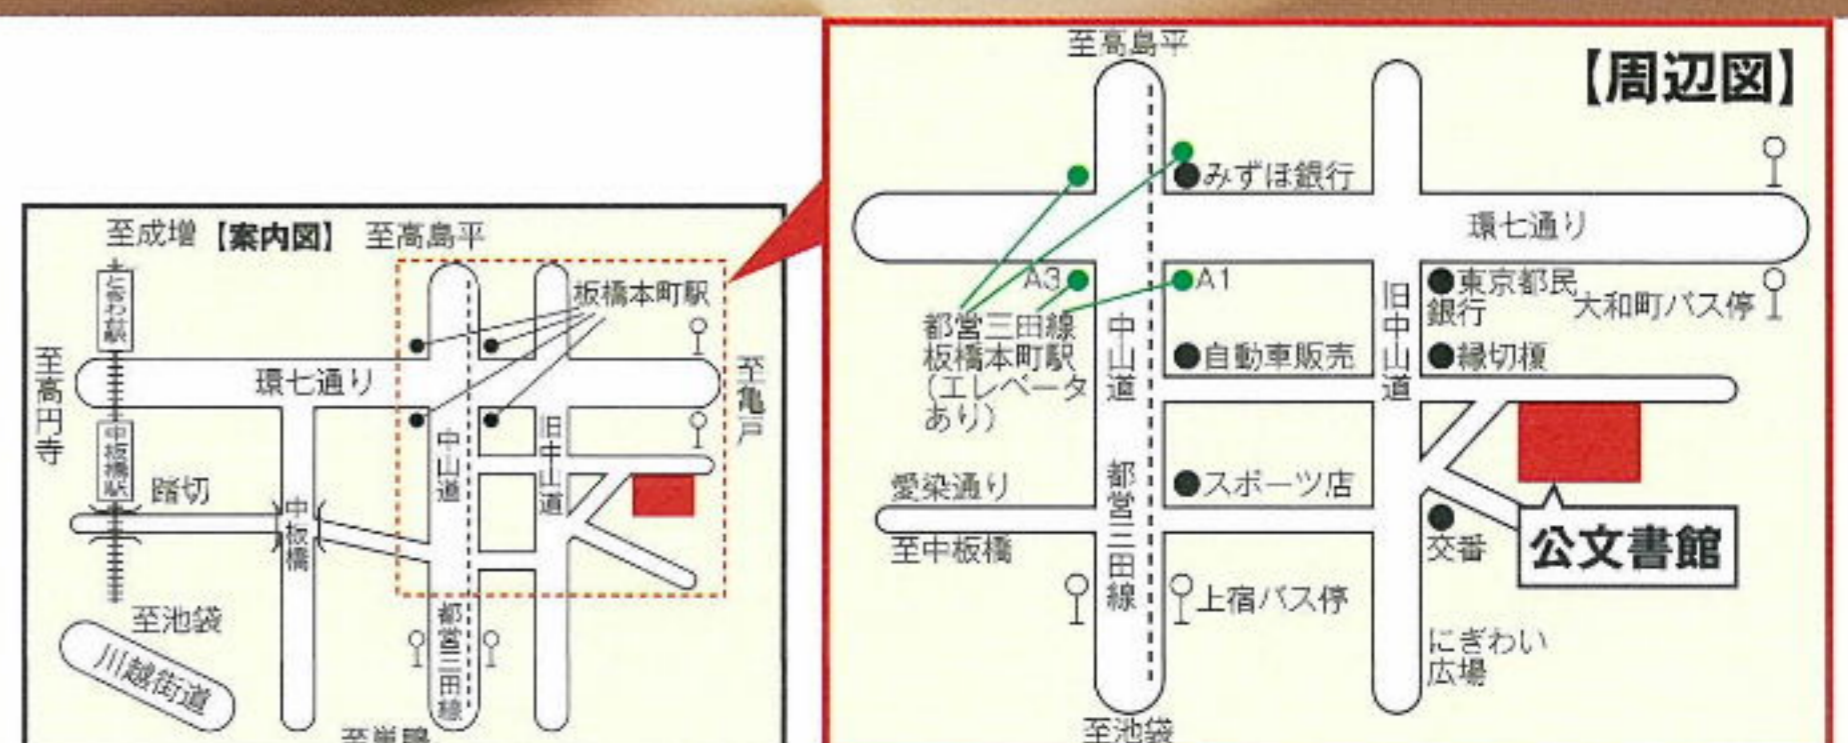 至成増
【案内図】
至高島平
ときわ台駅
板橋本町駅
至高円寺
環七通り
至亀戸
中板橋駅
中山道
旧中山道
踏切
中板橋
至池袋
川越街道
都営三田線
至巣鴨
【周辺図】
至高島平
みずほ銀行
環七通り
A3
A1
東京都民
銀行
大和町バス停
都営三田線
板橋本町駅
(エレベータ
あり)
中山道
旧中山道
自動車販売
縁切榎
愛染通り
スポーツ店
都営三田線
至中板橋
交番
公文書館
上宿バス停
にぎわい
広場
至池袋